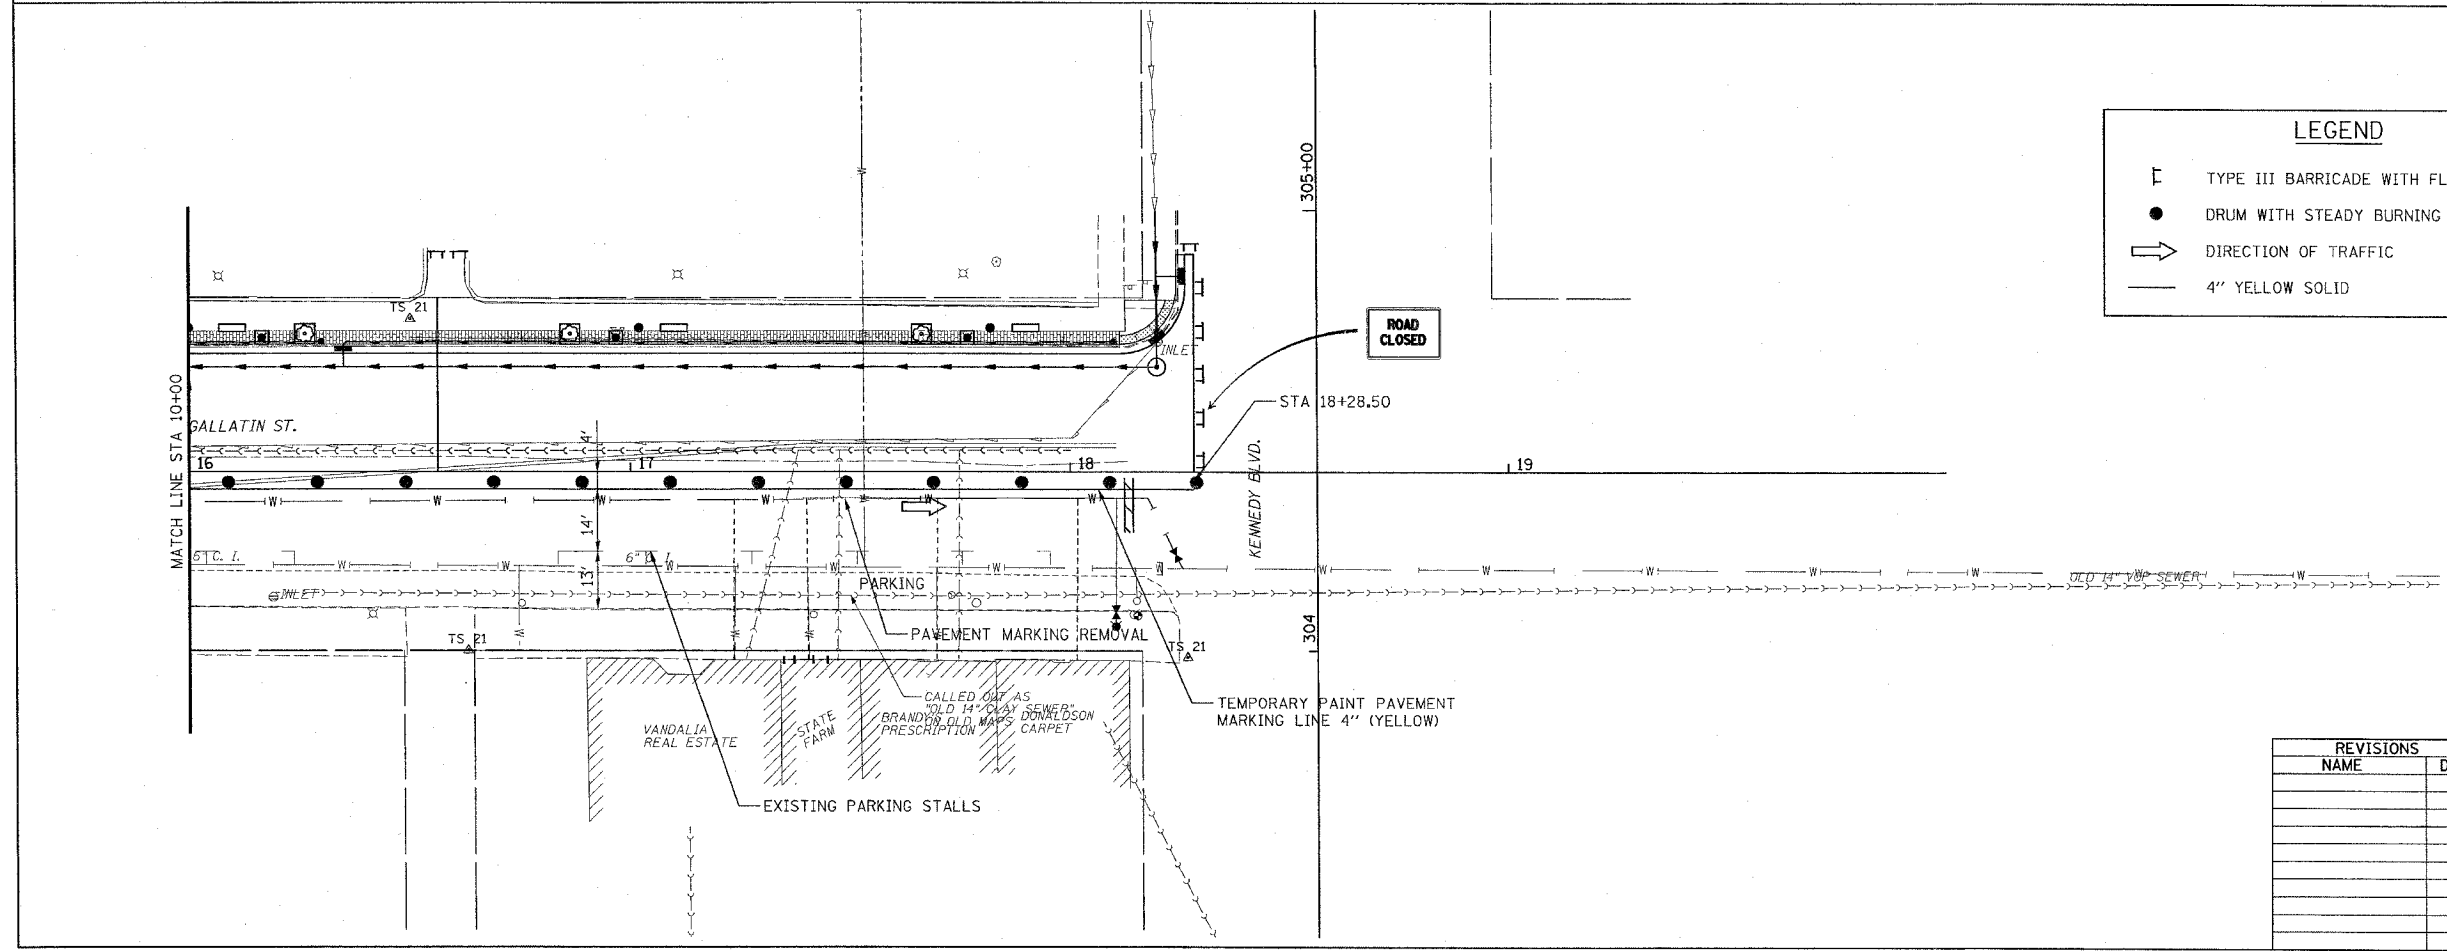 305+00
LEGEND
TYPE III BARRICADE WITH FL
DRUM WITH STEADY BURNING
DIRECTION OF TRAFFIC
4" YELLOW SOLID
TS 21
ROAD
CLOSED
INLET
STA 18+28.50
MATCH LINE STA 10+00
GALLATIN ST.
4'
16
17
18
19
KENNEDY BLVD.
W W W W W W
14'
6" C. I.
6" C. I.
W W W W W W W W W W W W W
13'
PARKING
INLET
OLD 14" VCP SEWER
304
TS 21
PAVEMENT MARKING REMOVAL
TS 21
CALLED OUT AS
"OLD 14" CLAY SEWER"
ON OLD MAPS
TEMPORARY PAINT PAVEMENT
MARKING LINE 4" (YELLOW)
VANDALIA
REAL ESTATE
STATE
FARM
PRESCRIPTION
DONALDSON
CARPET
EXISTING PARKING STALLS
REVISIONS
NAME D